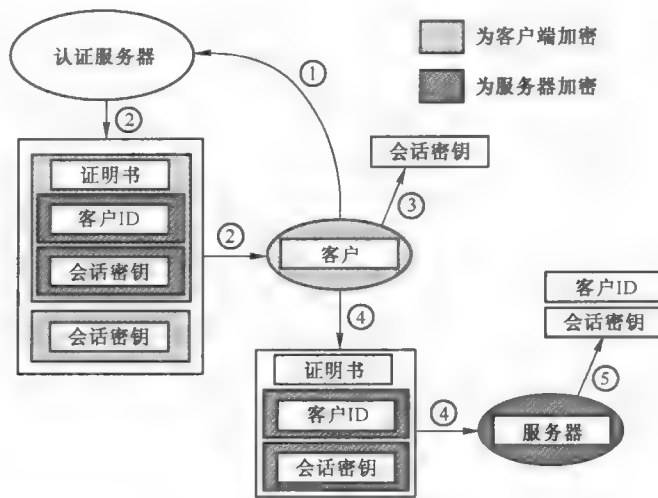 认证服务器
①
为客户端加密
为服务器加密
②
会话密钥
证明书
客户ID
会话密钥
②
③
客户
会话密钥
④
客户ID
会话密钥
证明书
客户ID
④
⑤
服务器
会话密钥